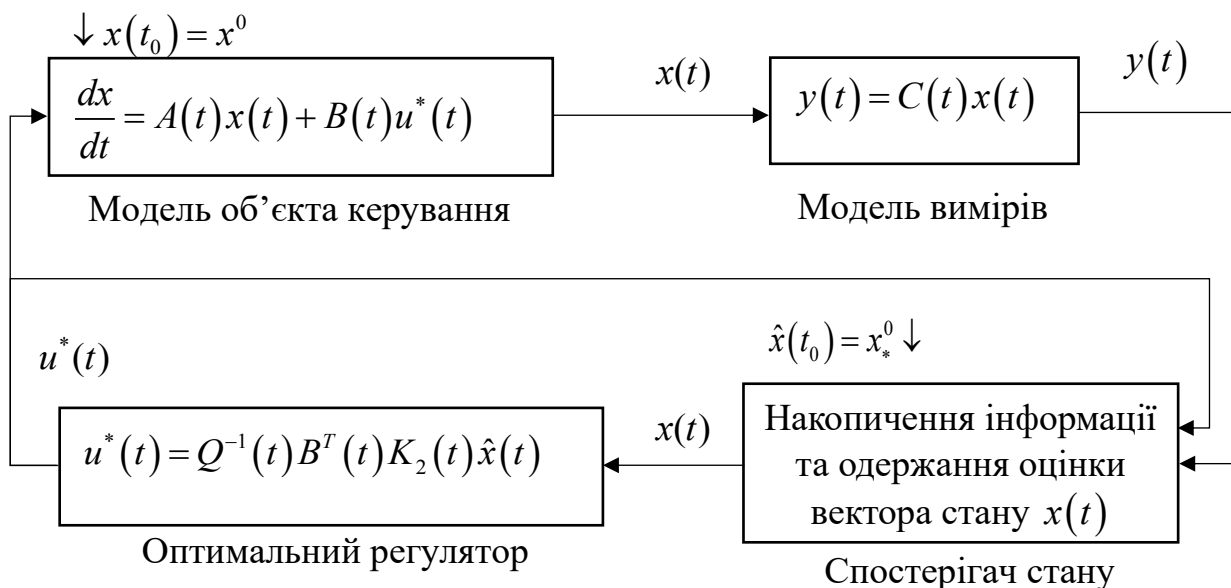 ↓ x(t₀) = x⁰
dx/dt = A(t)x(t) + B(t)u*(t)
x(t)
y(t) = C(t)x(t)
y(t)
Модель об’єкта керування
Модель вимірів
u*(t)
x̂(t₀) = x⁰₊ ↓
u*(t) = Q⁻¹(t)Bᵀ(t)K₂(t)x̂(t)
x(t)
Накопичення інформації
та одержання оцінки
вектора стану x(t)
Оптимальний регулятор
Спостерігач стану